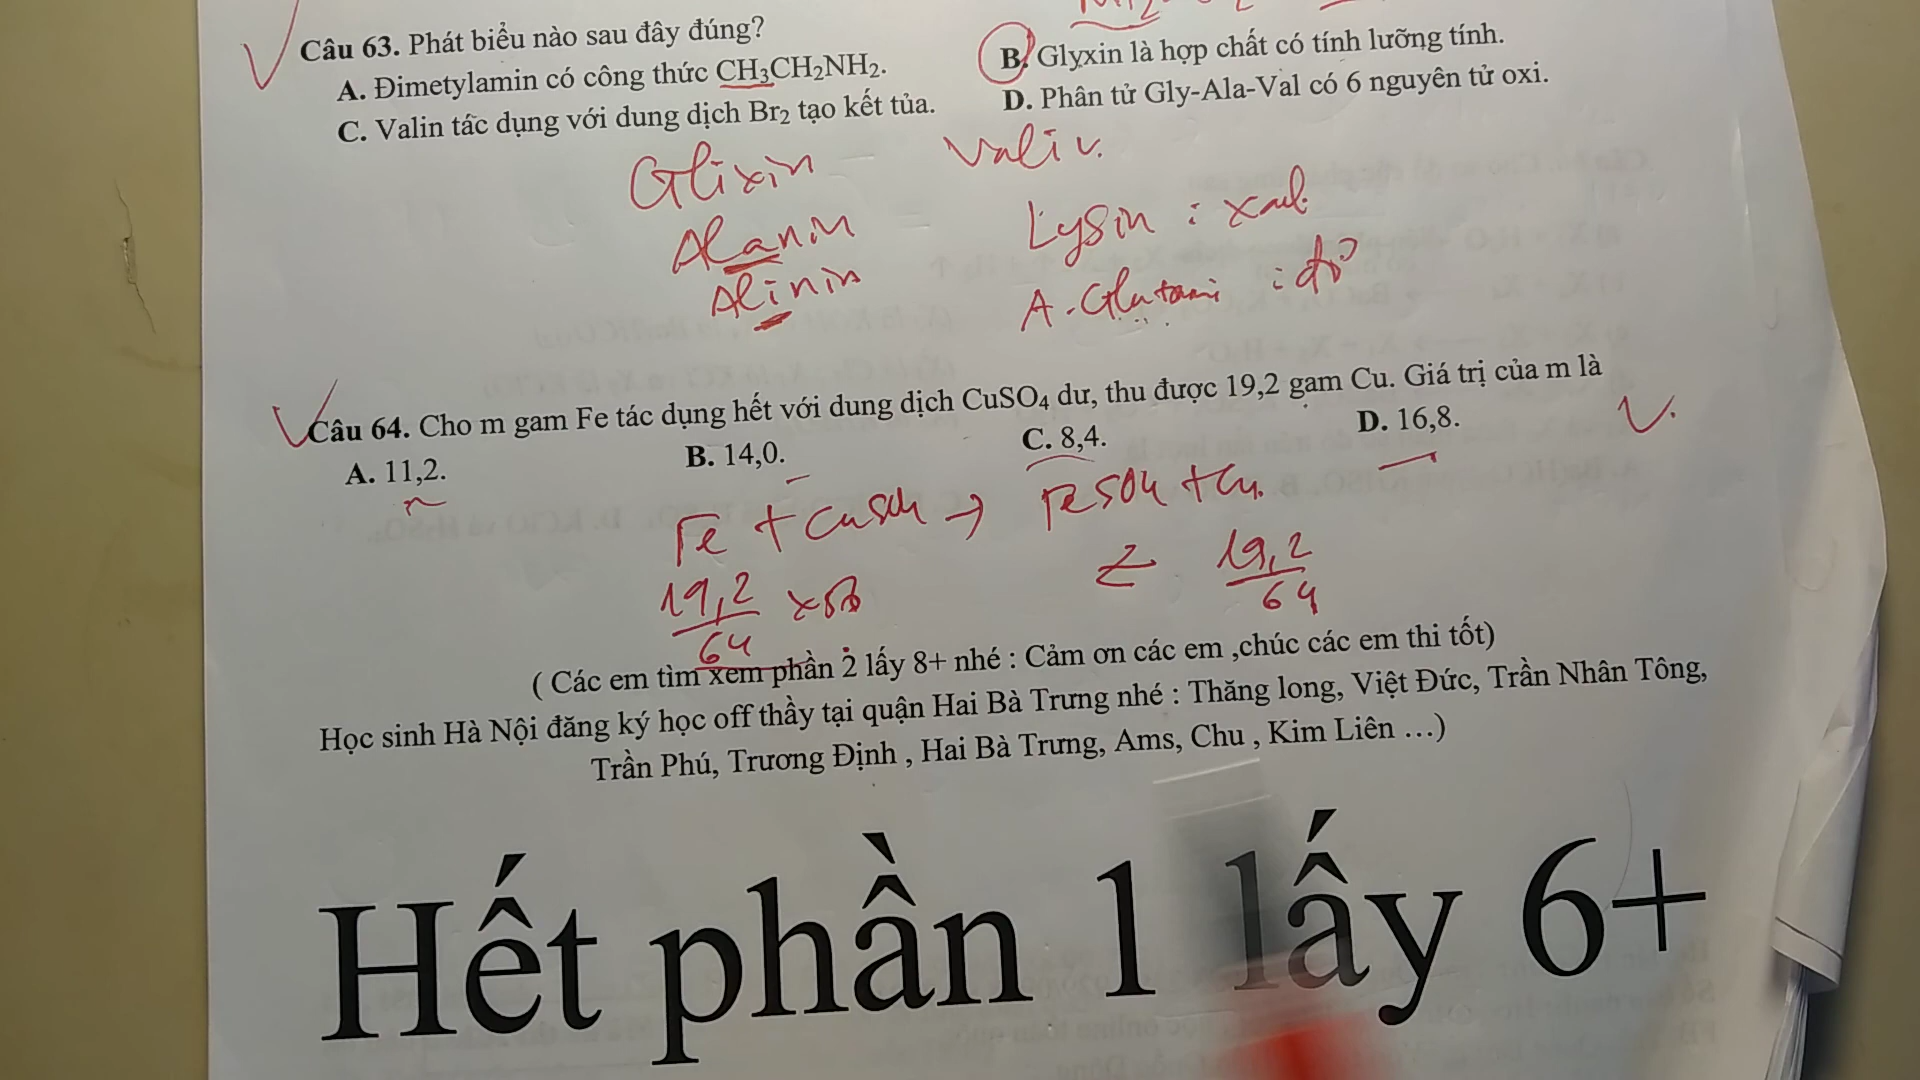 Câu 63. Phát biểu nào sau đây đúng?
A. Đimetylamin có công thức CH₃CH₂NH₂.
B. Glyxin là hợp chất có tính lưỡng tính.
C. Valin tác dụng với dung dịch Br₂ tạo kết tủa.
D. Phân tử Gly-Ala-Val có 6 nguyên tử oxi.
Glixin
Alanin
Alinin
Valin.
Lysin : xanh
A. Glutami : đỏ
Câu 64. Cho m gam Fe tác dụng hết với dung dịch CuSO₄ dư, thu được 19,2 gam Cu. Giá trị của m là
A. 11,2.
B. 14,0.
C. 8,4.
D. 16,8.
Fe + CuSO4 → FeSO4 + Cu.
19,2/64 x56
19,2/64
( Các em tìm xem phần 2 lấy 8+ nhé : Cảm ơn các em ,chúc các em thi tốt)
Học sinh Hà Nội đăng ký học off thầy tại quận Hai Bà Trưng nhé : Thăng long, Việt Đức, Trần Nhân Tông,
Trần Phú, Trương Định , Hai Bà Trưng, Ams, Chu , Kim Liên …)
Hết phần 1 lấy 6+